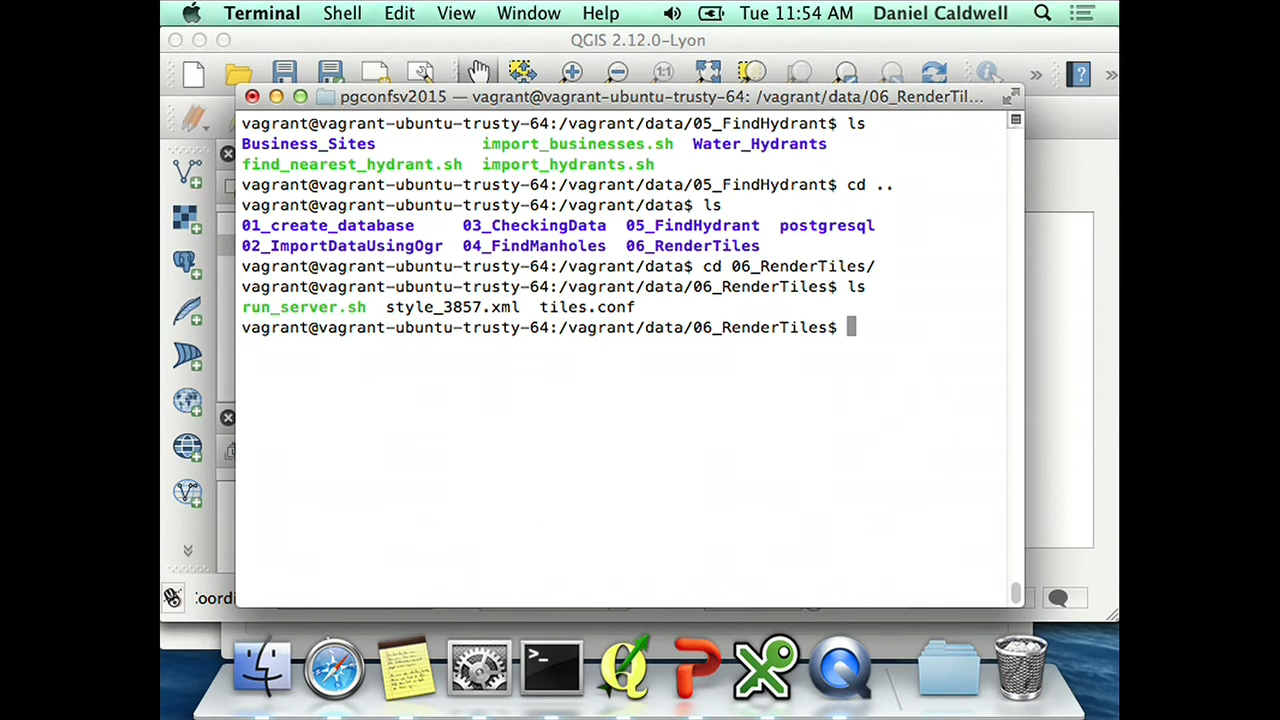 Terminal Shell Edit View Window Help Tue 11:54 AM Daniel Caldwell
QGIS 2.12.0-Lyon
1:1
pgconfsv2015 — vagrant@vagrant-ubuntu-trusty-64: /vagrant/data/06_RenderTil...
vagrant@vagrant-ubuntu-trusty-64:/vagrant/data/05_FindHydrant$ ls
Business_Sites import_businesses.sh Water_Hydrants
find_nearest_hydrant.sh import_hydrants.sh
vagrant@vagrant-ubuntu-trusty-64:/vagrant/data/05_FindHydrant$ cd ..
vagrant@vagrant-ubuntu-trusty-64:/vagrant/data$ ls
01_create_database 03_CheckingData 05_FindHydrant postgresql
02_ImportDataUsingOgr 04_FindManholes 06_RenderTiles
vagrant@vagrant-ubuntu-trusty-64:/vagrant/data$ cd 06_RenderTiles/
vagrant@vagrant-ubuntu-trusty-64:/vagrant/data/06_RenderTiles$ ls
run_server.sh style_3857.xml tiles.conf
vagrant@vagrant-ubuntu-trusty-64:/vagrant/data/06_RenderTiles$